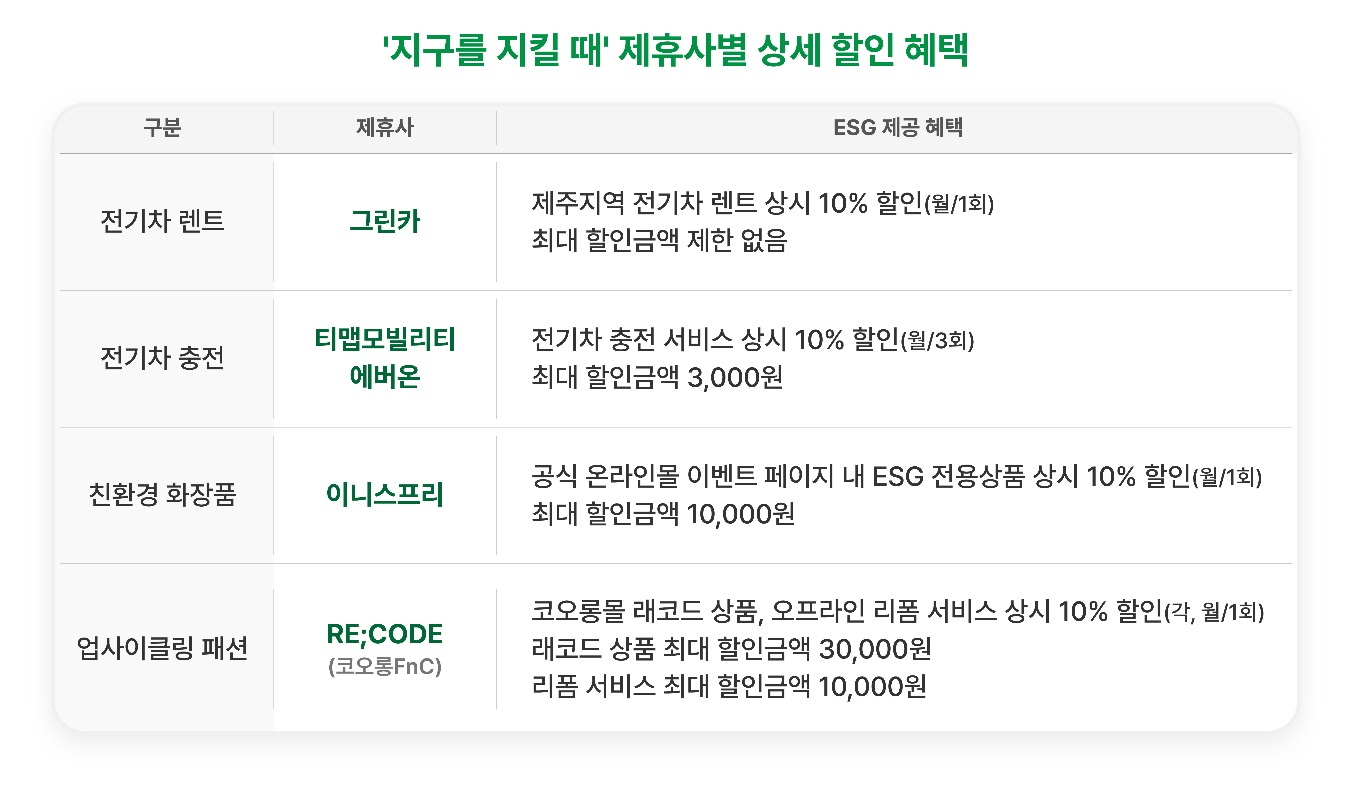 '지구를 지킬 때' 제휴사별 상세 할인 혜택
구분
제휴사
ESG 제공 혜택
전기차 렌트
그린카
제주지역 전기차 렌트 상시 10% 할인(월/1회)
최대 할인금액 제한 없음
전기차 충전
티맵모빌리티
에버온
전기차 충전 서비스 상시 10% 할인(월/3회)
최대 할인금액 3,000원
친환경 화장품
이니스프리
공식 온라인몰 이벤트 페이지 내 ESG 전용상품 상시 10% 할인(월/1회)
최대 할인금액 10,000원
업사이클링 패션
RE;CODE
(코오롱FnC)
코오롱몰 래코드 상품, 오프라인 리폼 서비스 상시 10% 할인(각, 월/1회)
래코드 상품 최대 할인금액 30,000원
리폼 서비스 최대 할인금액 10,000원